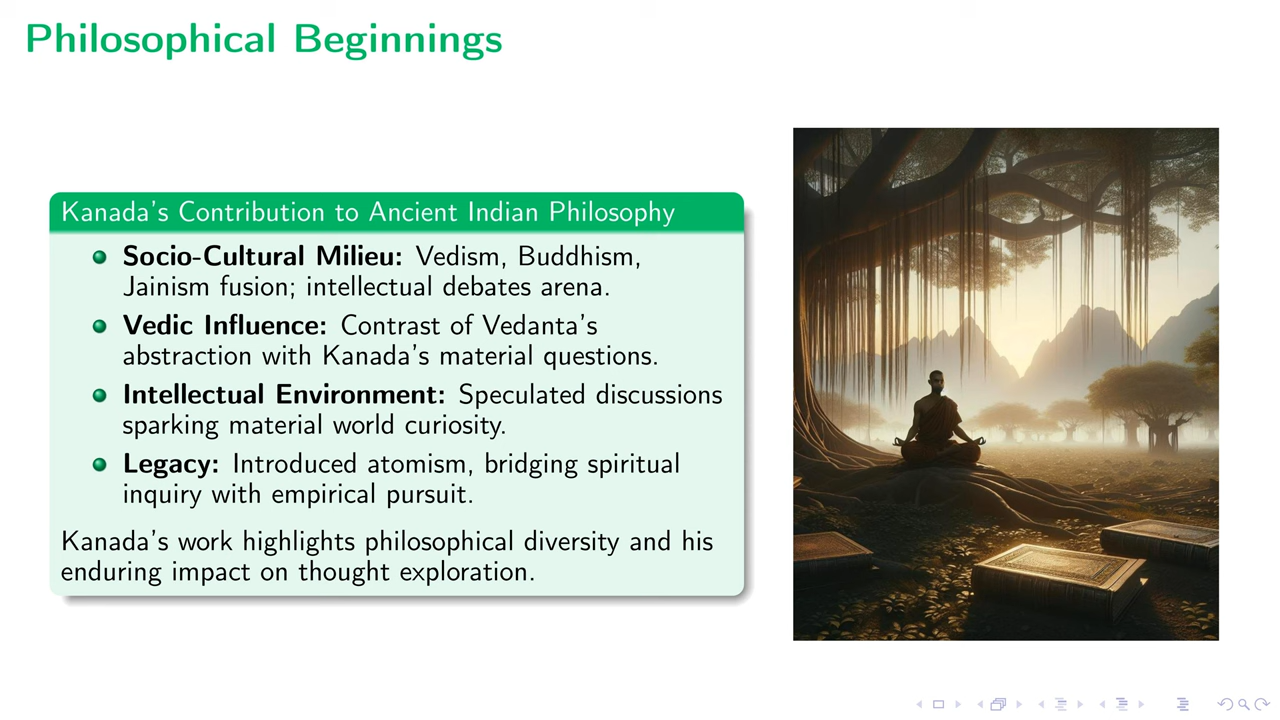 Philosophical Beginnings
Kanada's Contribution to Ancient Indian Philosophy
Socio-Cultural Milieu: Vedism, Buddhism,
Jainism fusion; intellectual debates arena.
Vedic Influence: Contrast of Vedanta's
abstraction with Kanada's material questions.
Intellectual Environment: Speculated discussions
sparking material world curiosity.
Legacy: Introduced atomism, bridging spiritual
inquiry with empirical pursuit.
Kanada's work highlights philosophical diversity and his
enduring impact on thought exploration.